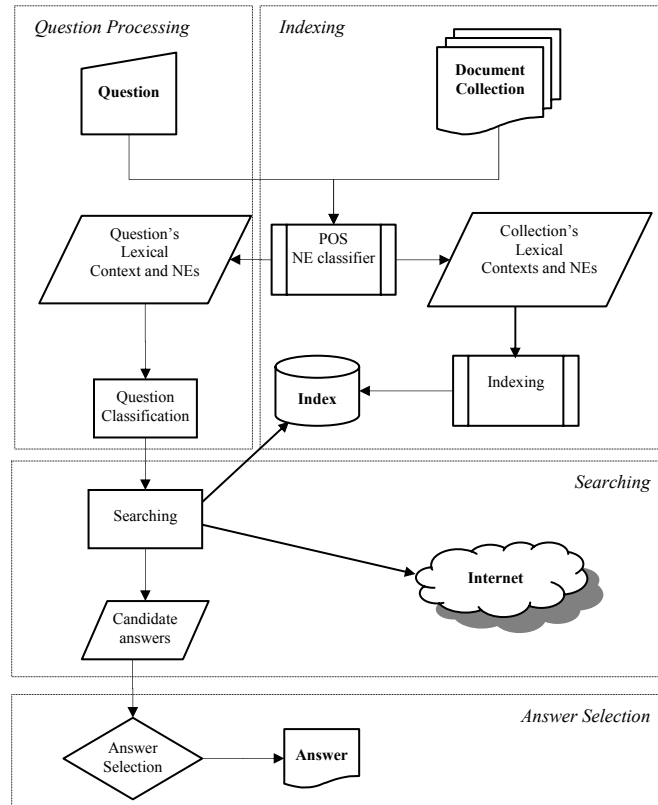 Question Processing
Indexing
Question
Document
Collection
Question's
Lexical
Context and NEs
POS
NE classifier
Collection's
Lexical
Contexts and NEs
Question
Classification
Index
Indexing
Searching
Searching
Internet
Candidate
answers
Answer Selection
Answer
Selection
Answer